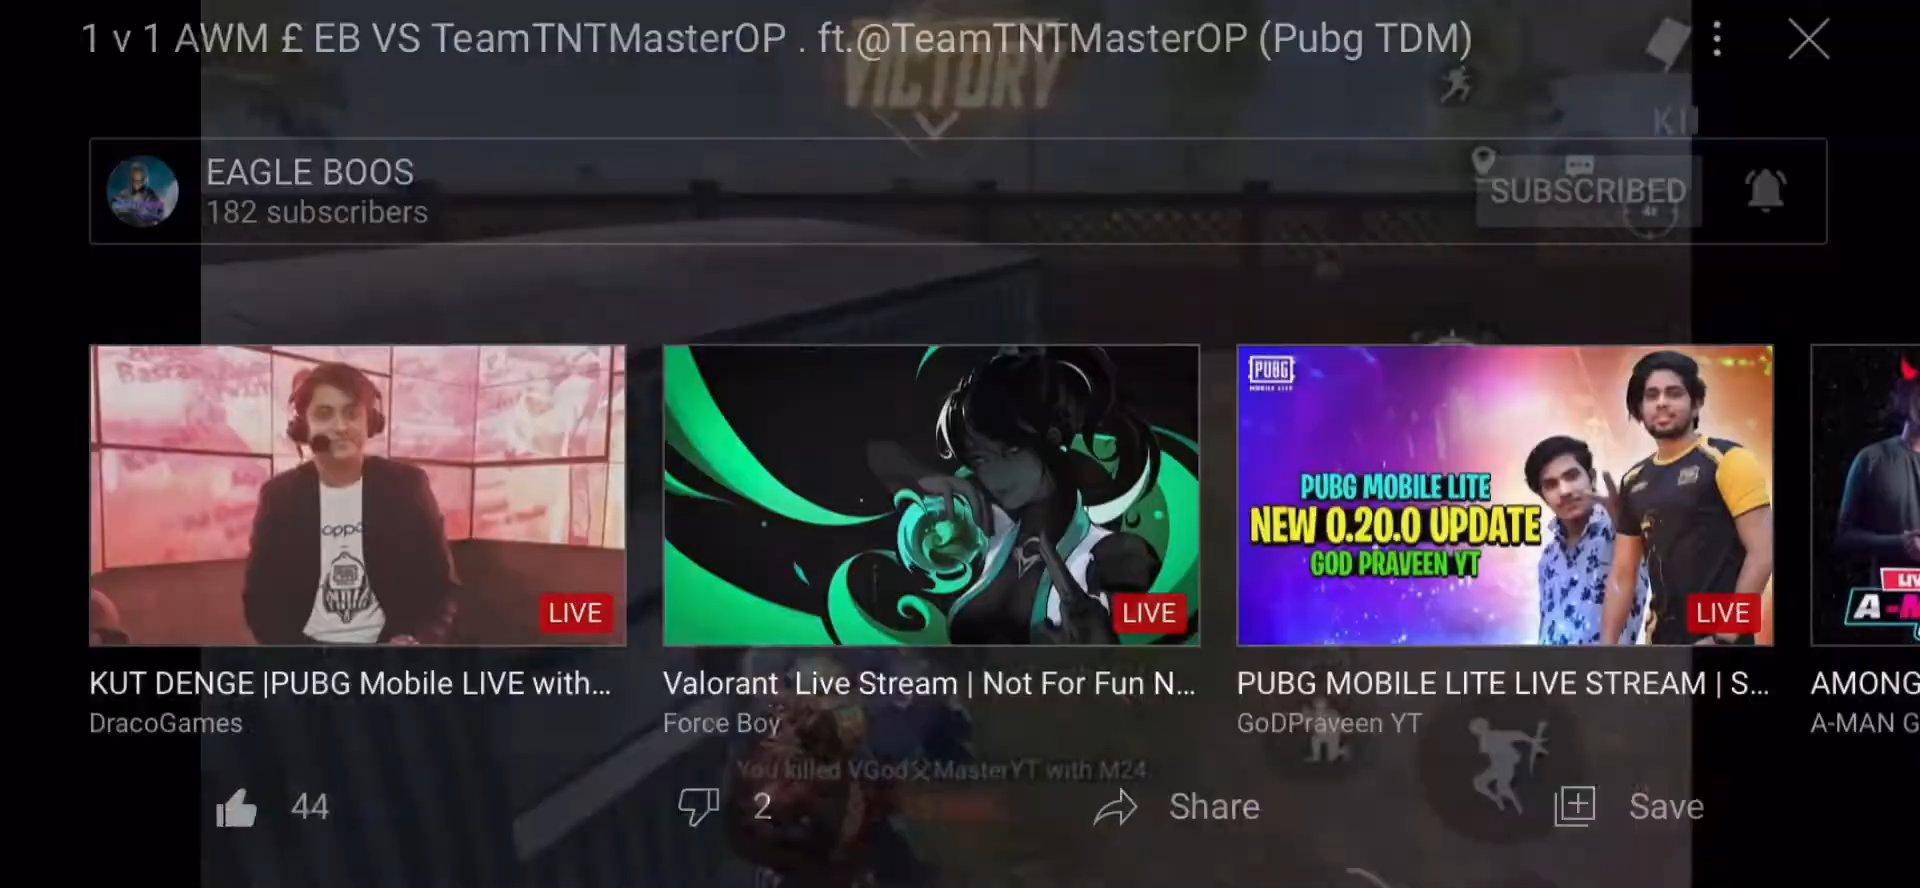 1 v 1 AWM £ EB VS TeamTNTMasterOP . ft.@TeamTNTMasterOP (Pubg TDM)
VICTORY
EAGLE BOOS
182 subscribers
SUBSCRIBED
oppo
LIVE
LIVE
PUBG
MOBILE LITE
PUBG MOBILE LITE
NEW 0.20.0 UPDATE
GOD PRAVEEN YT
LIVE
KUT DENGE |PUBG Mobile LIVE with...
DracoGames
Valorant Live Stream | Not For Fun N...
Force Boy
PUBG MOBILE LITE LIVE STREAM | S...
GoDPraveen YT
AMONG
A-MAN G
You killed VGod父MasterYT with M24
44
2
Share
Save